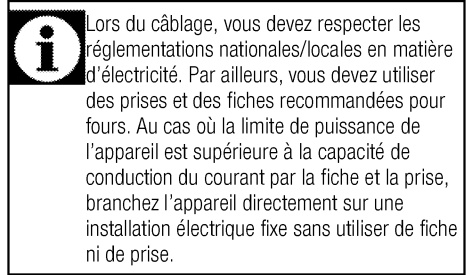 Lors du câblage, vous devez respecter les
réglementations nationales/locales en matière
d'électricité. Par ailleurs, vous devez utiliser
des prises et des fiches recommandées pour
fours. Au cas où la limite de puissance de
l'appareil est supérieure à la capacité de
conduction du courant par la fiche et la prise,
branchez l'appareil directement sur une
installation électrique fixe sans utiliser de fiche
ni de prise.